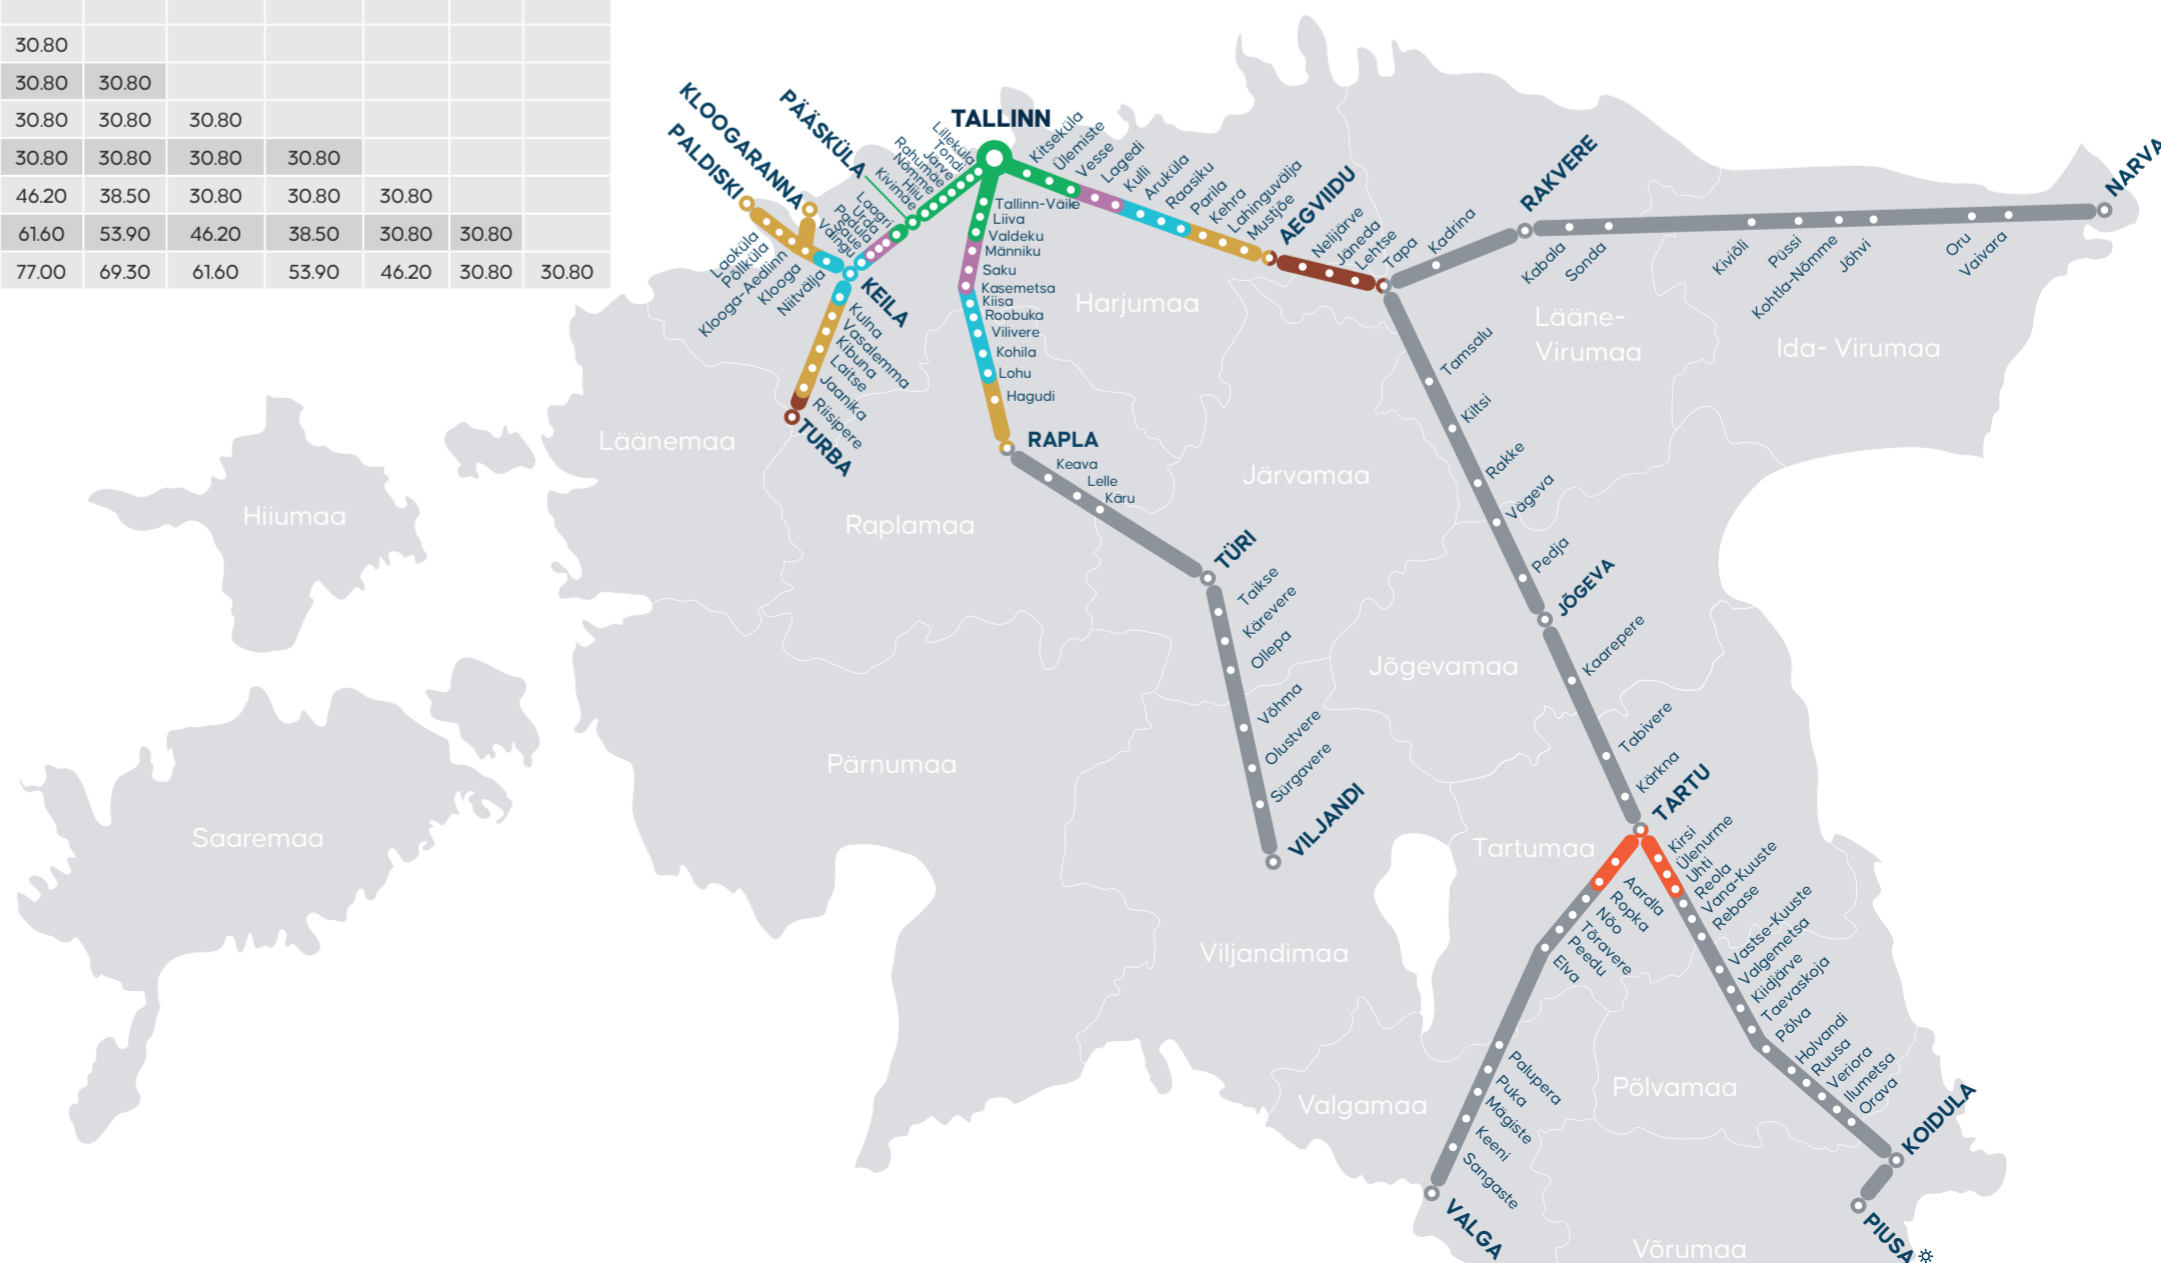 30.80
30.80 30.80
30.80 30.80 30.80
30.80 30.80 30.80 30.80
46.20 38.50 30.80 30.80 30.80
61.60 53.90 46.20 38.50 30.80 30.80
77.00 69.30 61.60 53.90 46.20 30.80 30.80
TALLINN
PALDISKI
KLOOGARANNA
PÄÄSKÜLA
Lilleküla
Tondi
Järve
Rahumäe
Nõmme
Hiiu
Kivimäe
Laagri
Urda
Padula
Saue
Valingu
KEILA
Laoküla
Põllküla
Klooga-Aedlinn
Klooga
Niitvälja
Kulna
Vasalemma
Kibuna
Laitse
Jaanika
Riisipere
TURBA
Tallinn-Väike
Liiva
Valdeku
Männiku
Saku
Kasemetsa
Kiisa
Roobuka
Vilivere
Kohila
Lohu
Hagudi
RAPLA
Keava
Lelle
Käru
TÜRI
Taikse
Kärevere
Ollepa
Võhma
Olustvere
Sürgavere
VILJANDI
Kitseküla
Ülemiste
Vesse
Lagedi
Kulli
Aruküla
Raasiku
Parila
Kehra
Lahinguvälja
Mustjõe
AEGVIIDU
Nelijärve
Jäneda
Lehtse
Tapa
Kadrina
RAKVERE
Kabala
Sonda
Kiviõli
Püssi
Kohtla-Nõmme
Jõhvi
Oru
Vaivara
NARVA
Tamsalu
Kiltsi
Rakke
Vägeva
Pedja
JÕGEVA
Kaarepere
Tabivere
Kärkna
TARTU
Aardla
Ropka
Nõo
Tõravere
Peedu
Elva
Palupera
Puka
Mägiste
Keeni
Sangaste
VALGA
Kirsi
Ülenurme
Uhti
Reola
Vana-Kuuste
Rebase
Vastse-Kuuste
Valgemetsa
Kiidjärve
Taevaskoja
Põlva
Holvandi
Ruusa
Veriora
Ilumetsa
Orava
KOIDULA
PIUSA
Harjumaa
Lääne-
Virumaa
Ida- Virumaa
Läänemaa
Raplamaa
Järvamaa
Hiiumaa
Jõgevamaa
Pärnumaa
Saaremaa
Tartumaa
Viljandimaa
Valgamaa
Põlvamaa
Võrumaa